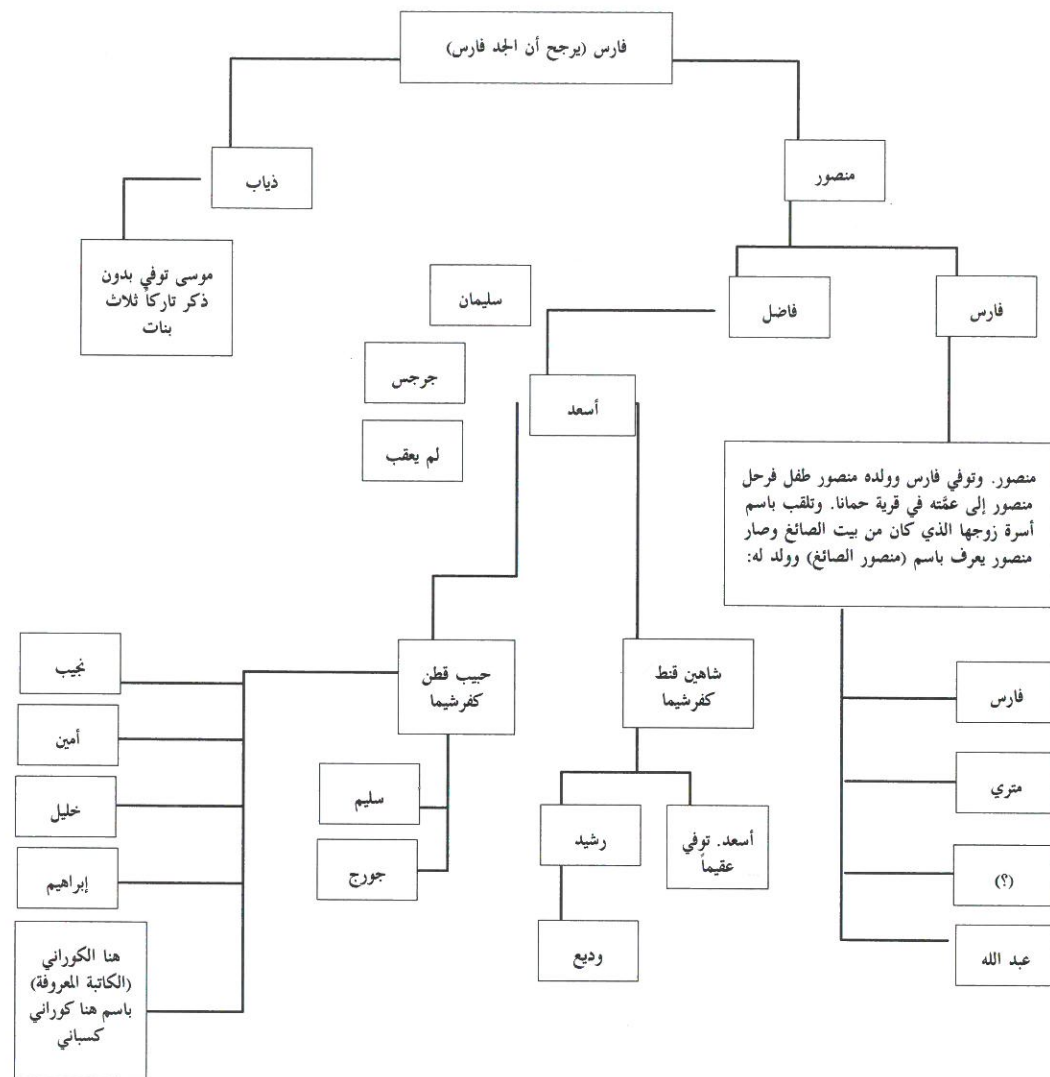 فارس (يرجح أن الجد فارس)
منصور
ذياب
موسى توفي بدون
ذكر تاركاً ثلاث
بنات
فارس
فاضل
سليمان
جرجس
لم يعقب
أسعد
منصور. وتوفي فارس وولده منصور طفل فرحل
منصور إلى عمَّته في قرية حمانا. وتلقب باسم
أسرة زوجها الذي كان من بيت الصائغ وصار
منصور يعرف باسم (منصور الصائغ) وولد له:
فارس
متري
(؟)
عبد الله
شاهين قنط
كفرشيما
أسعد. توفي
عقيماً
رشيد
وديع
حبيب قطن
كفرشيما
سليم
جورج
نجيب
أمين
خليل
إبراهيم
هنا الكوراني
(الكاتبة المعروفة)
باسم هنا كوراني
كسباني